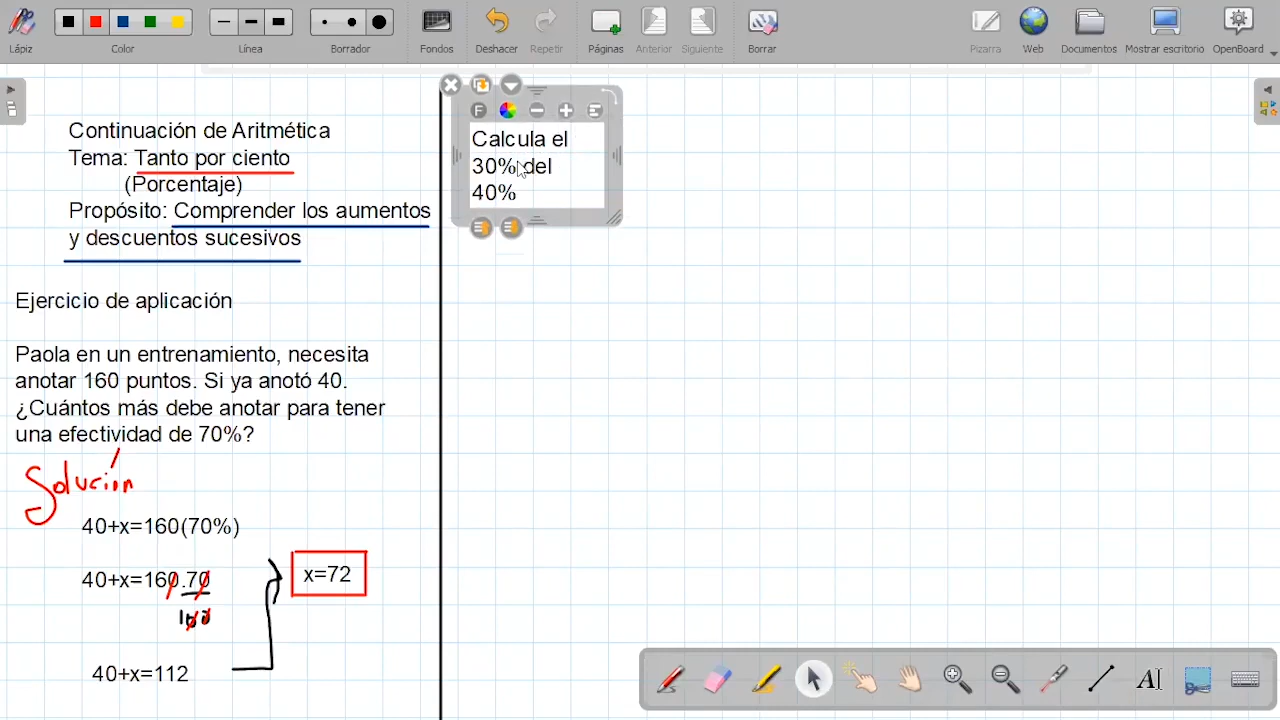 Lápiz
Color
Línea
Borrador
Fondos
Deshacer
Repetir
Páginas
Anterior
Siguiente
Borrar
Pizarra
Web
Documentos
Mostrar escritorio
OpenBoard
Continuación de Aritmética
Tema: Tanto por ciento
(Porcentaje)
Propósito: Comprender los aumentos
y descuentos sucesivos
Ejercicio de aplicación
Paola en un entrenamiento, necesita
anotar 160 puntos. Si ya anotó 40.
¿Cuántos más debe anotar para tener
una efectividad de 70%?
Solución
40+x=160(70%)
40+x=160.70
100
40+x=112
x=72
F
Calcula el
30% del
40%
AI